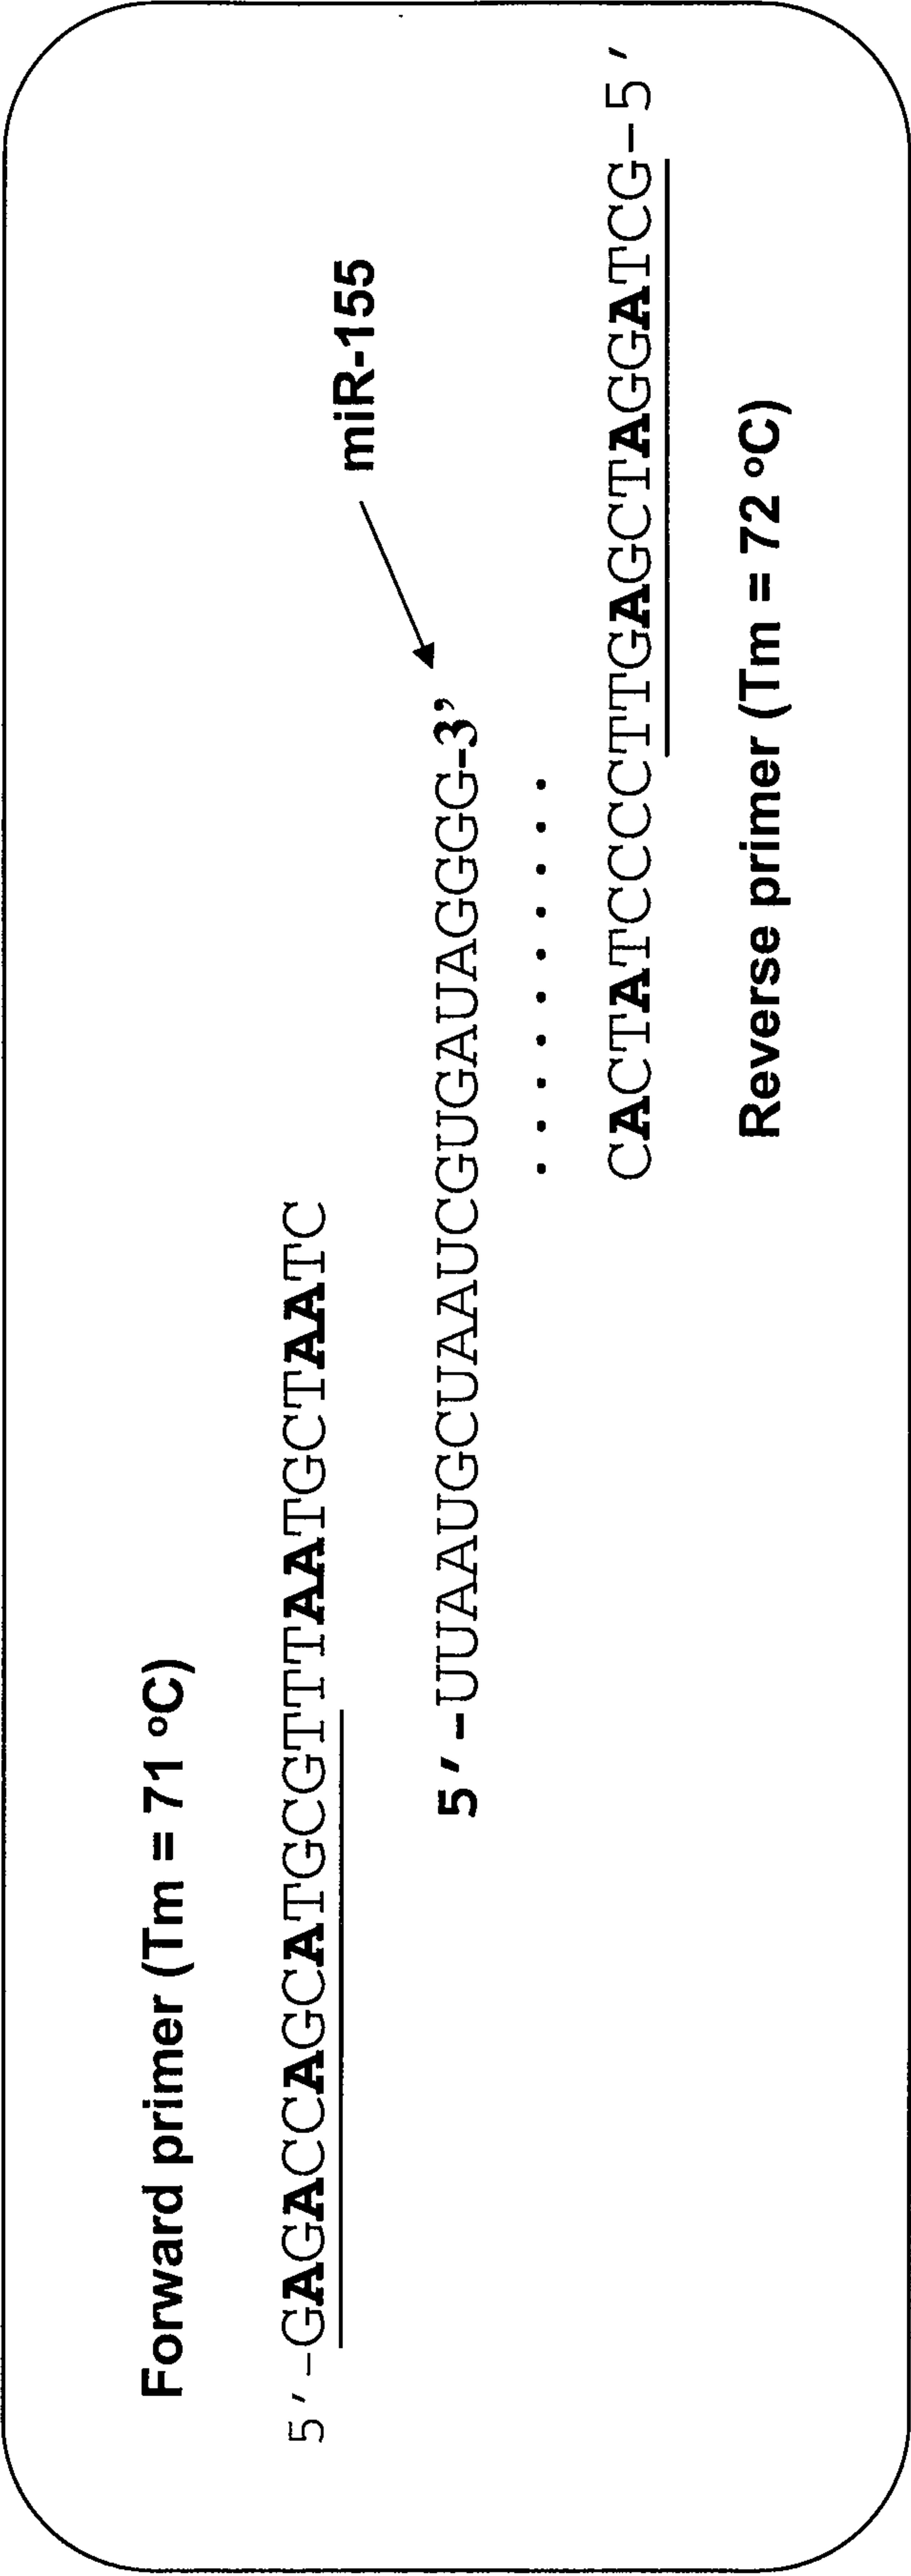 Forward primer (Tm = 71 °C)
5'-GAGACCAGCATGCGTTTAATGCTAATC
miR-155
5'-UUAAUGCUAAUCGUGAUAGGGG-3'
CACTATCCCCTTGAGCTAGGATCG-5'
Reverse primer (Tm = 72 °C)